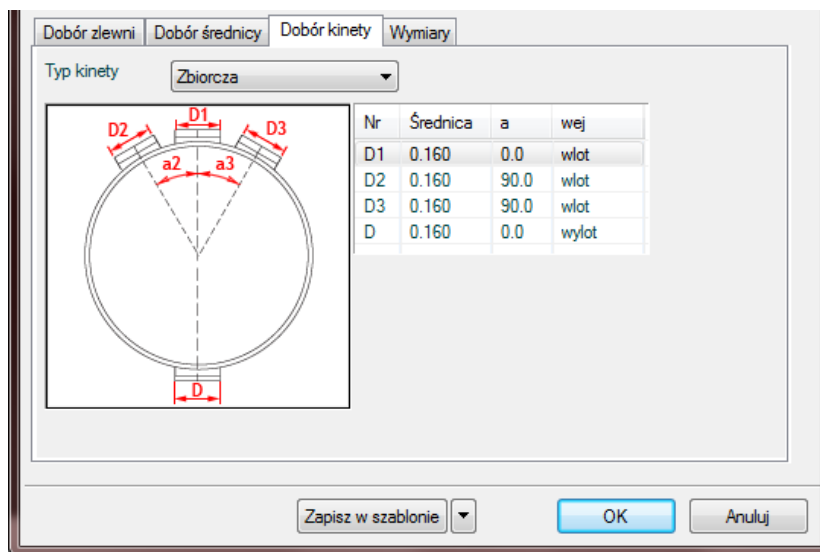 Dobór zlewni Dobór średnicy Dobór kinety Wymiary
Typ kinety Zbiorcza
D1
D2 D3
a2 a3
D
Nr Średnica a wej
D1 0.160 0.0 wlot
D2 0.160 90.0 wlot
D3 0.160 90.0 wlot
D 0.160 0.0 wylot
Zapisz w szablonie OK Anuluj